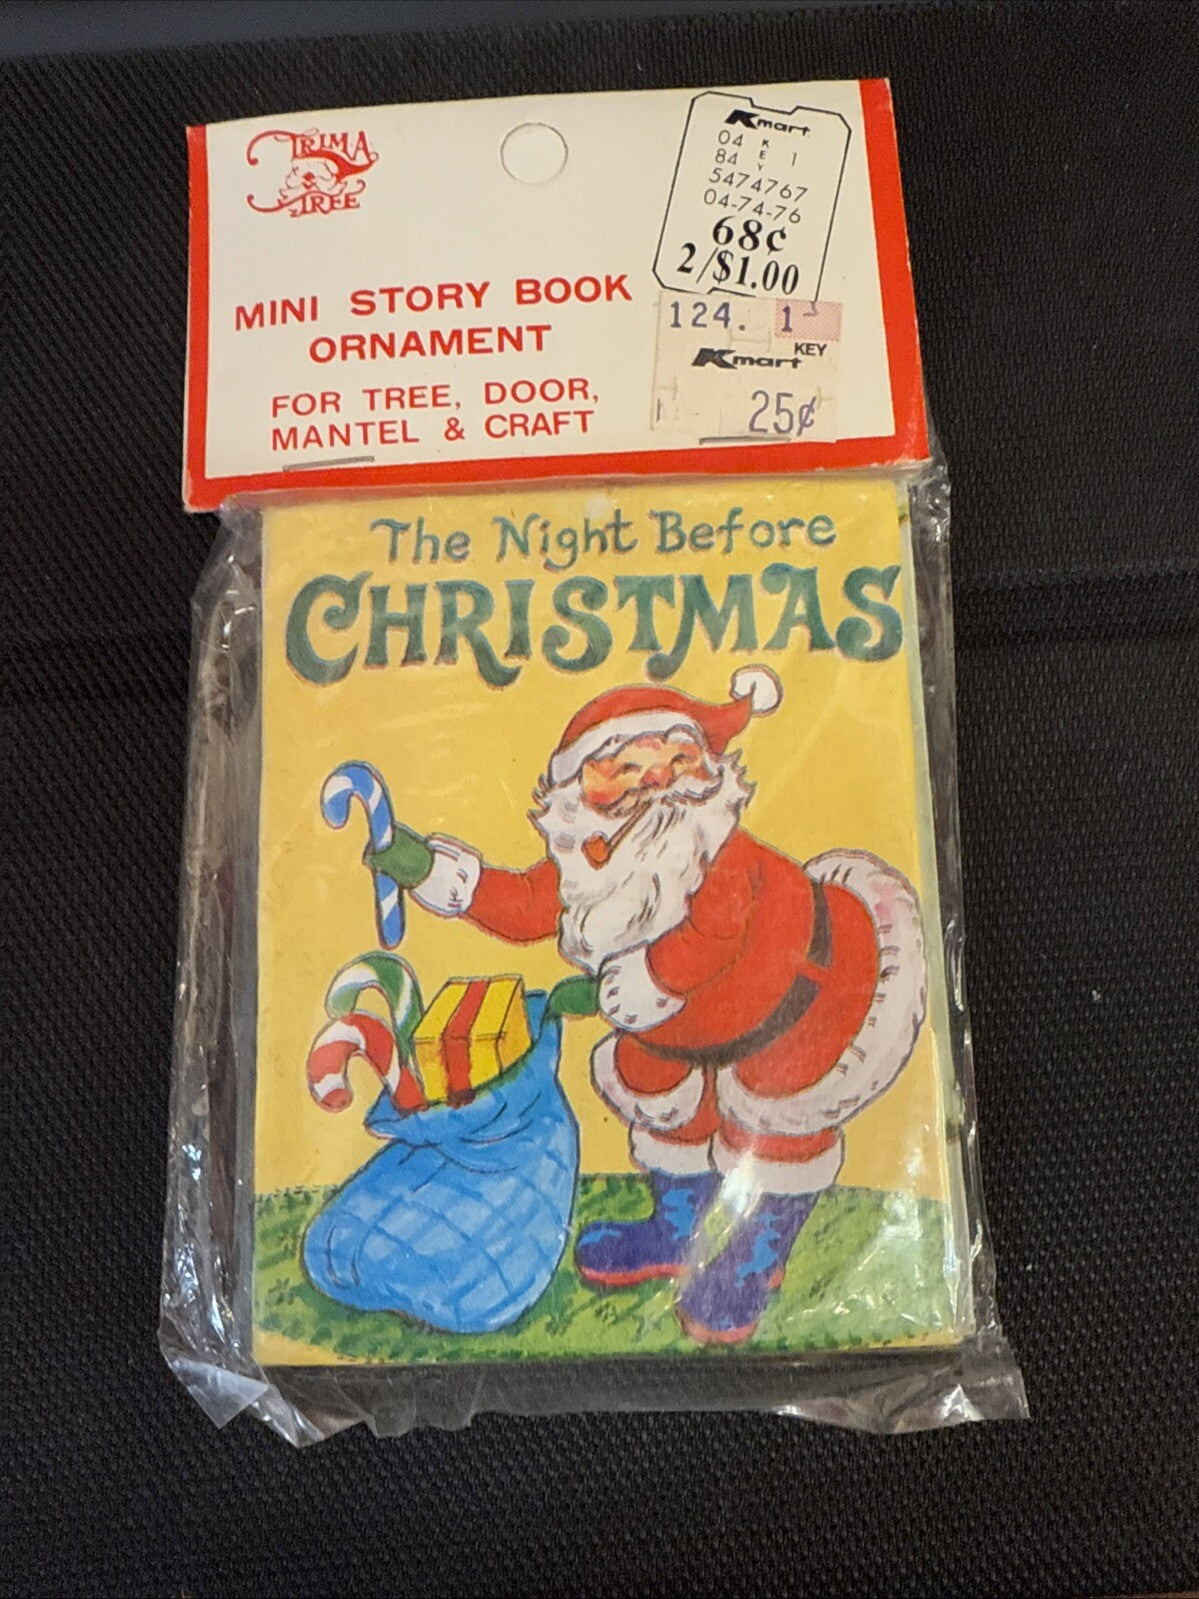 TRIM A
TREE
MINI STORY BOOK
ORNAMENT
FOR TREE, DOOR,
MANTEL & CRAFT
Kmart
04 KEY 1
84
5474767
04-74-76
68¢
2/$1.00
124. 1
KEY
Kmart
25¢
The Night Before
CHRISTMAS